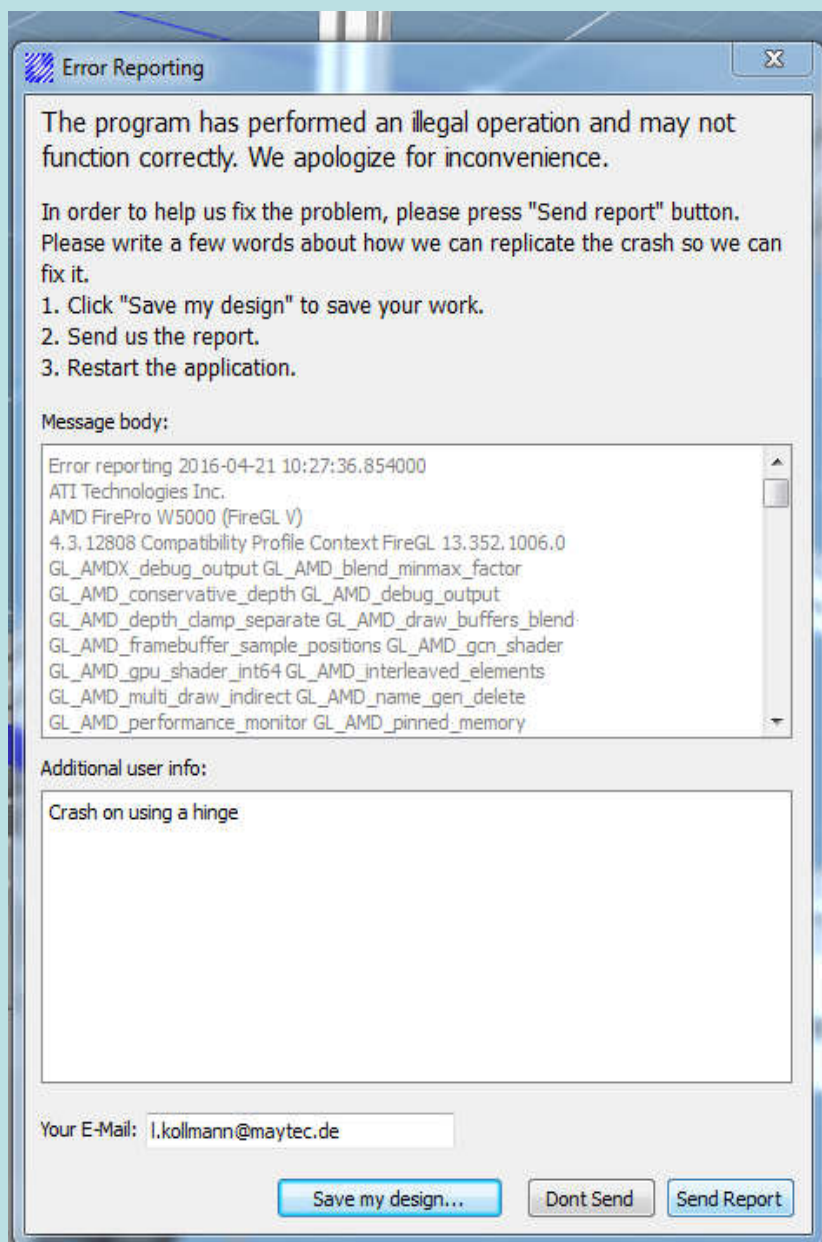 Error Reporting
The program has performed an illegal operation and may not
function correctly. We apologize for inconvenience.
In order to help us fix the problem, please press "Send report" button.
Please write a few words about how we can replicate the crash so we can
fix it.
1. Click "Save my design" to save your work.
2. Send us the report.
3. Restart the application.
Message body:
Error reporting 2016-04-21 10:27:36.854000
ATI Technologies Inc.
AMD FirePro W5000 (FireGL V)
4.3.12808 Compatibility Profile Context FireGL 13.352.1006.0
GL_AMDX_debug_output GL_AMD_blend_minmax_factor
GL_AMD_conservative_depth GL_AMD_debug_output
GL_AMD_depth_clamp_separate GL_AMD_draw_buffers_blend
GL_AMD_framebuffer_sample_positions GL_AMD_gcn_shader
GL_AMD_gpu_shader_int64 GL_AMD_interleaved_elements
GL_AMD_multi_draw_indirect GL_AMD_name_gen_delete
GL_AMD_performance_monitor GL_AMD_pinned_memory
Additional user info:
Crash on using a hinge
Your E-Mail: l.kollmann@maytec.de
Save my design... Dont Send Send Report